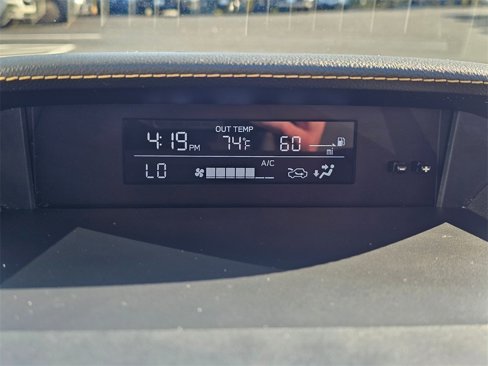 OUT TEMP
4:19PM 74°F 60 mi
A/C
LO
- +